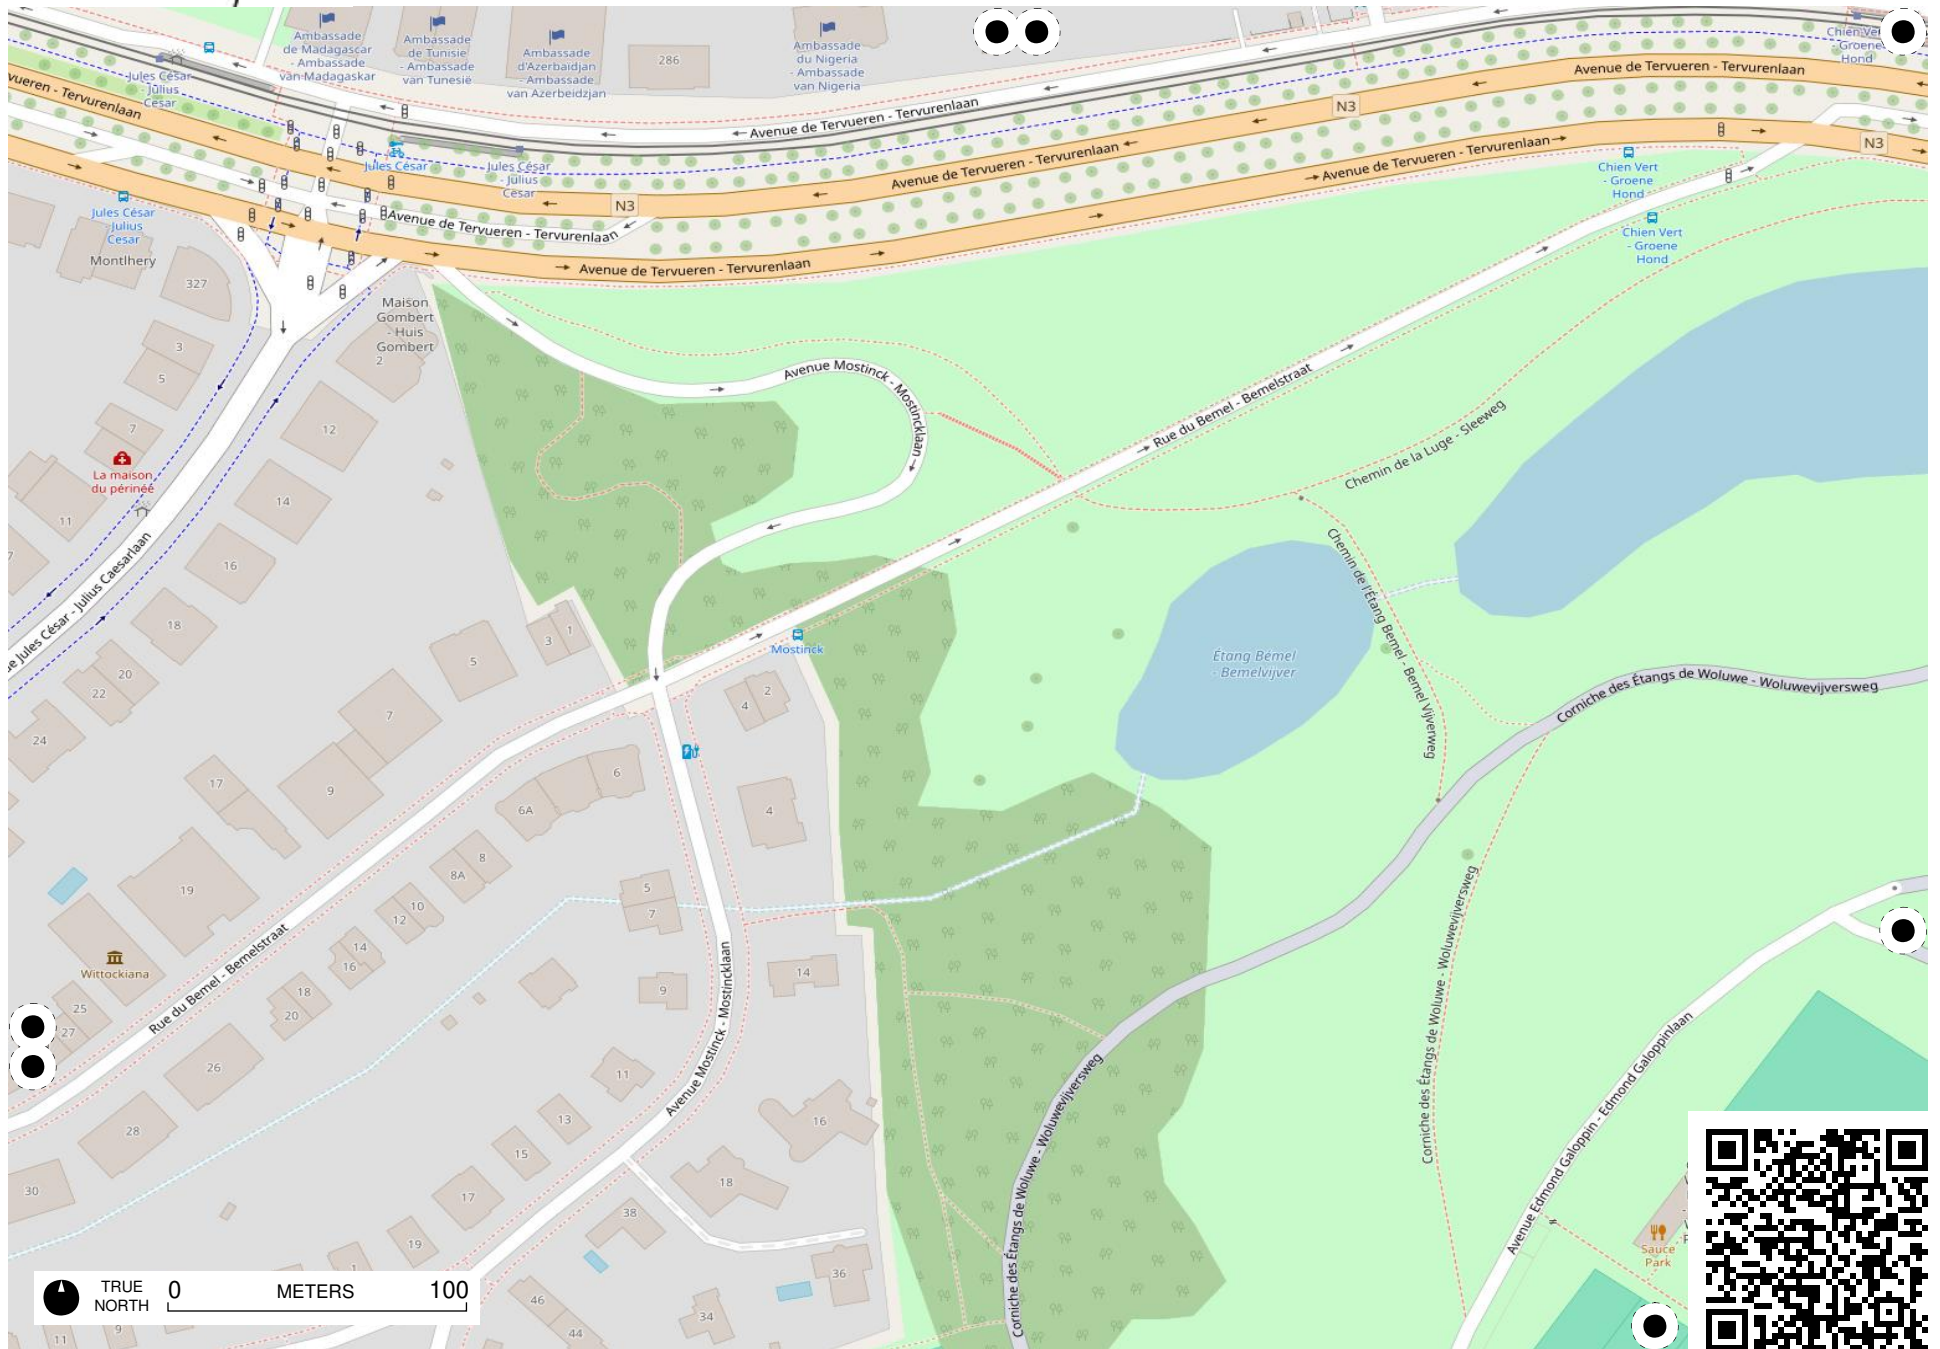 Ambassade
de Madagascar
- Ambassade
van Madagaskar
Ambassade
de Tunisie
- Ambassade
van Tunesië
Ambassade
d'Azerbaidjan
- Ambassade
van Azerbeidzjan
286
Ambassade
du Nigeria
- Ambassade
van Nigeria
Chien Vert
- Groene
Hond
Jules César
- Julius
César
Avenue de Tervueren - Tervurenlaan
Avenue de Tervueren - Tervurenlaan
vueren - Tervurenlaan
N3
N3
Jules César
Jules César
- Julius
Cesar
Avenue de Tervueren - Tervurenlaan
Avenue de Tervueren - Tervurenlaan
Chien Vert
- Groene
Hond
Jules César
Julius
Cesar
N3
Avenue de Tervueren - Tervurenlaan
Chien Vert
- Groene
Hond
Montlhery
Avenue de Tervueren - Tervurenlaan
327
Maison
Gombert
- Huis
Gombert
2
3
5
7
12
Avenue Mostinck - Mostincklaan
Rue du Bemel - Bemelstraat
Chemin de la Luge - Sleeweg
La maison
du périnée
11
14
7
16
ue Jules César - Julius Caesarlaan
Chemin de l'Étang Bemel - Bemel Vijverweg
18
3
1
5
Mostinck
Étang Bémel
- Bemelvijver
20
22
24
7
4
2
Corniche des Étangs de Woluwe - Woluwevijversweg
17
9
6
6A
4
8
8A
19
10
12
5
7
14
16
Wittockiana
Rue du Bemel - Bemelstraat
18
20
25
27
9
14
Avenue Mostinck - Mostincklaan
Corniche des Étangs de Woluwe - Woluwevijversweg
26
11
28
13
16
15
30
17
18
38
19
Corniche des Étangs de Woluwe - Woluwevijversweg
Avenue Edmond Galoppin - Edmond Galoppinlaan
Sauce
Park
36
46
44
34
11
9
TRUE
NORTH
0
METERS
100